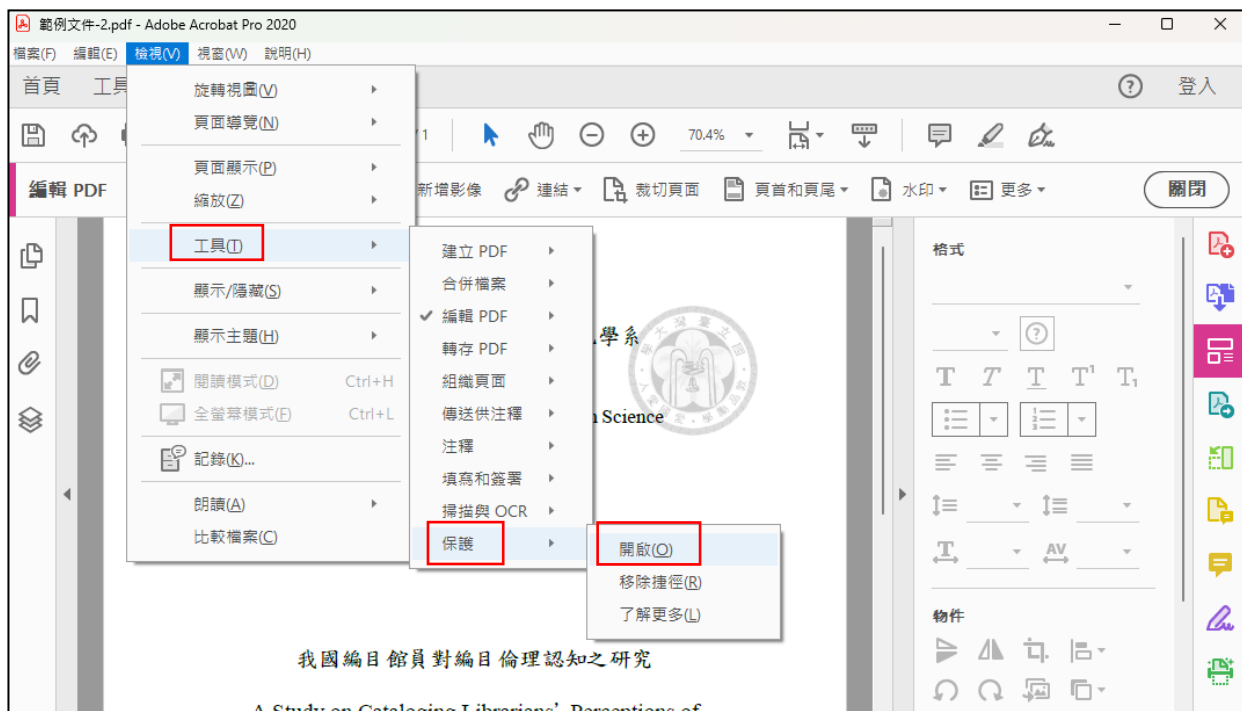 範例文件-2.pdf - Adobe Acrobat Pro 2020
檔案(F) 編輯(E) 檢視(V) 視窗(W) 說明(H)
首頁 工具 登入
/ 1 70.4%
編輯 PDF 新增影像 連結 裁切頁面 頁首和頁尾 水印 更多 關閉
旋轉視圖(V)
頁面導覽(N)
頁面顯示(P)
縮放(Z)
工具(T)
顯示/隱藏(S)
顯示主題(H)
閱讀模式(D) Ctrl+H
全螢幕模式(F) Ctrl+L
記錄(K)...
朗讀(A)
比較檔案(C)
建立 PDF
合併檔案
編輯 PDF
轉存 PDF
組織頁面
傳送供注釋
注釋
填寫和簽署
掃描與 OCR
保護
開啟(O)
移除捷徑(R)
了解更多(L)
學系
Science
我國編目館員對編目倫理認知之研究
A Study on Cataloging Librarians' Perceptions of
格式
物件